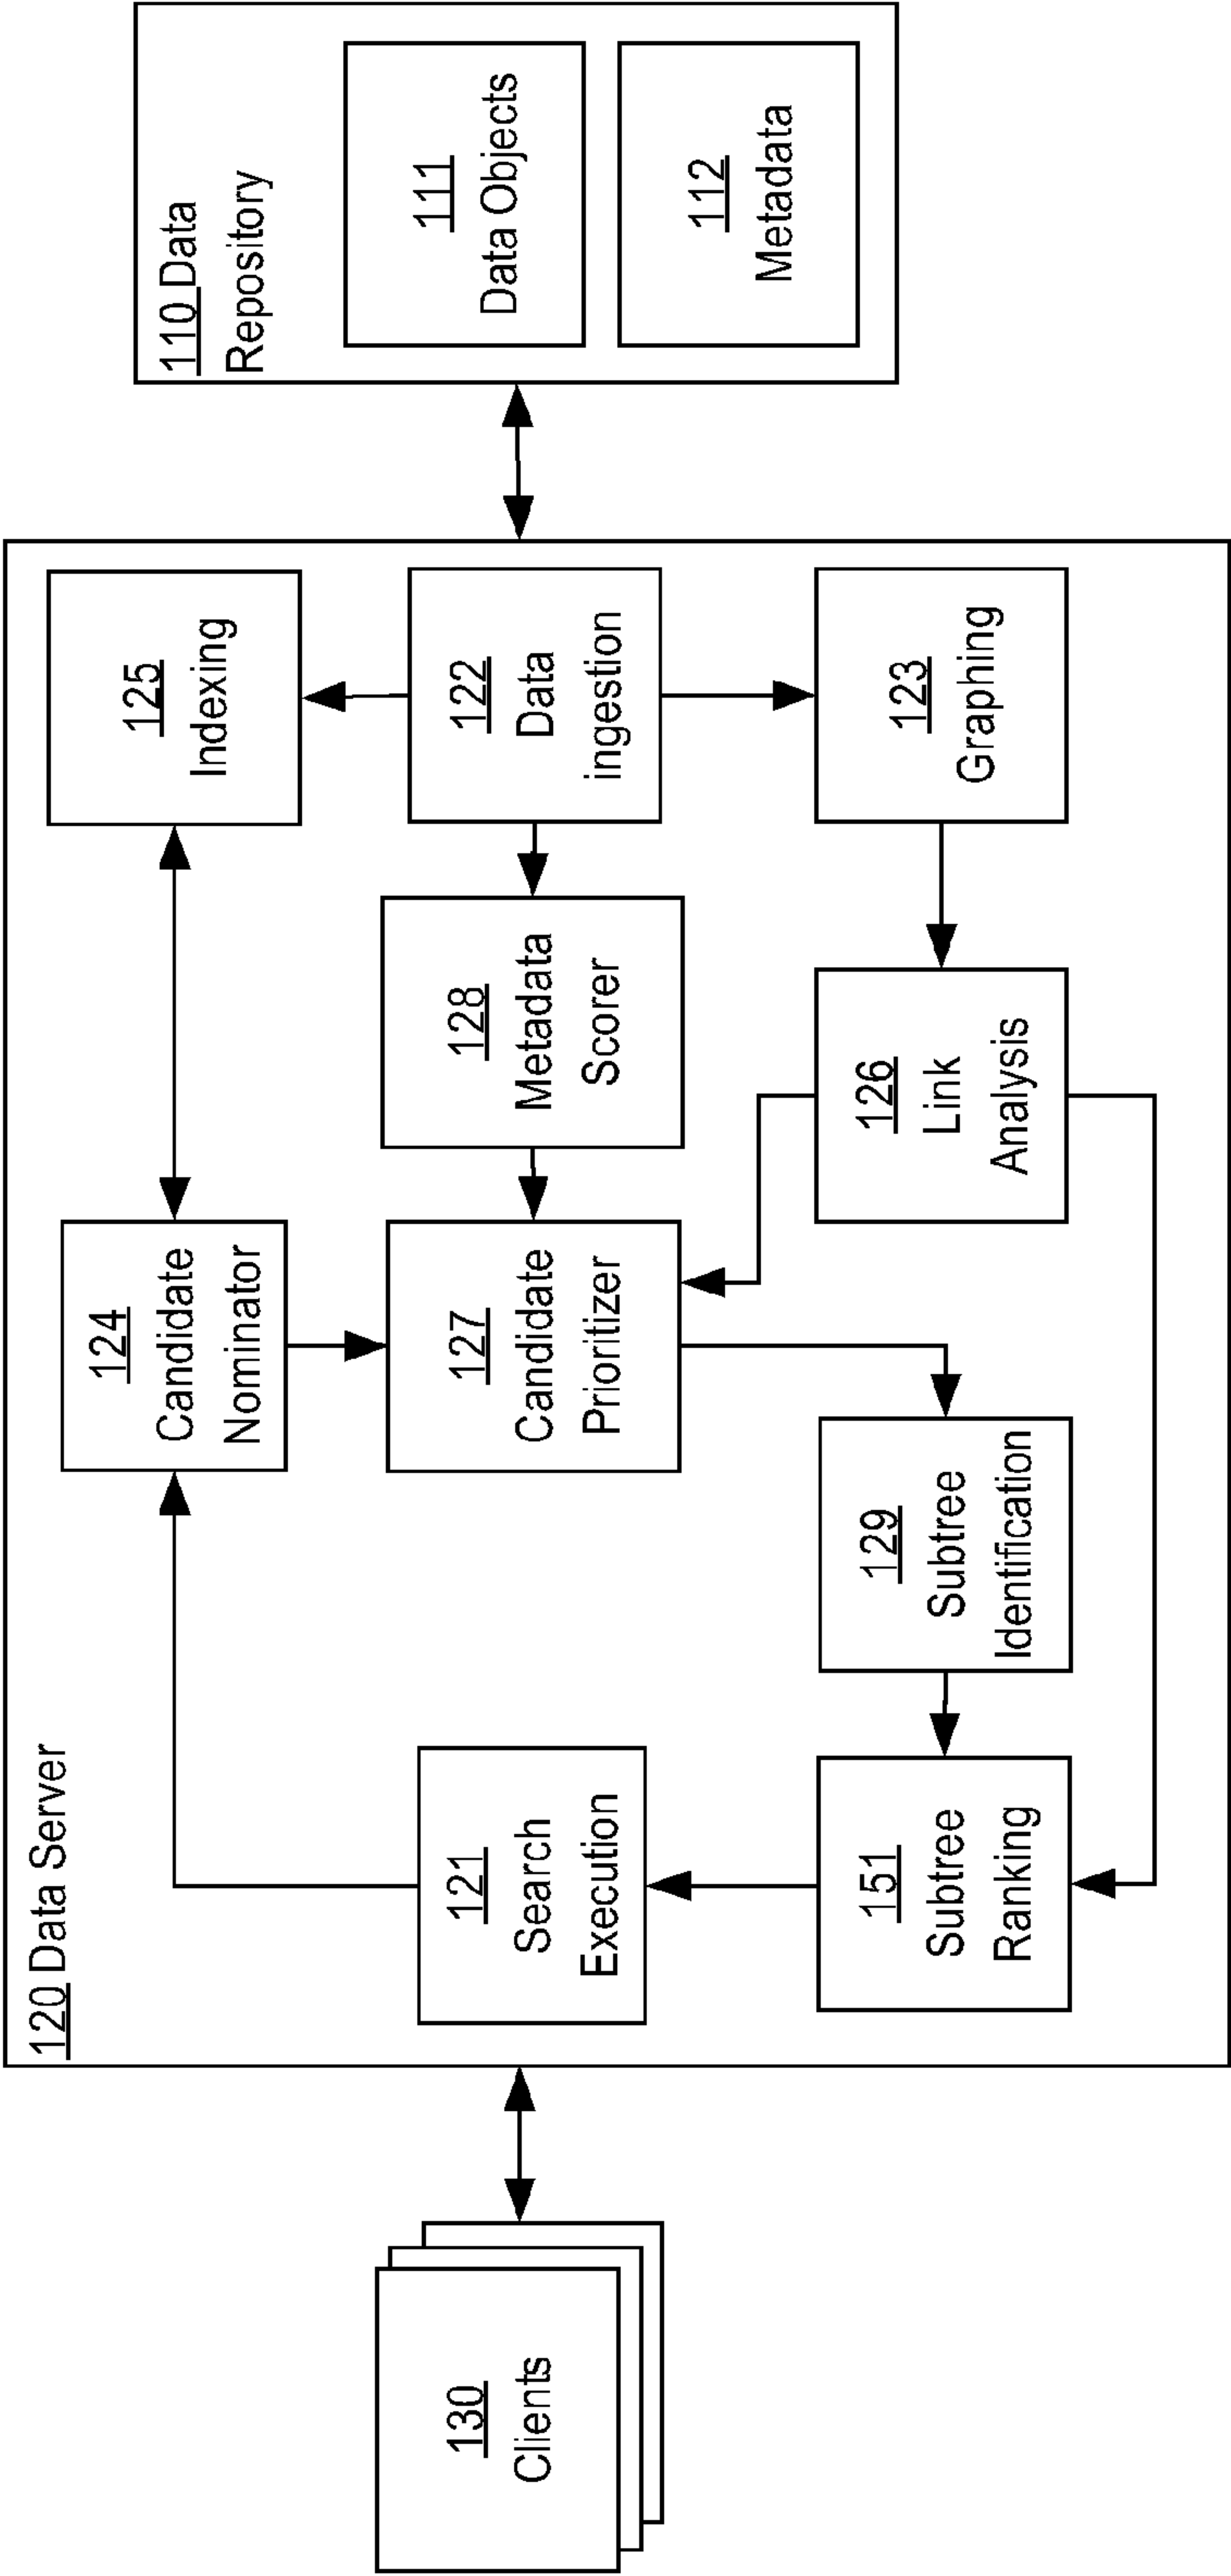 120 Data Server
130
Clients
121
Search
Execution
124
Candidate
Nominator
125
Indexing
127
Candidate
Prioritizer
128
Metadata
Scorer
122
Data
ingestion
151
Subtree
Ranking
129
Subtree
Identification
126
Link
Analysis
123
Graphing
110 Data
Repository
111
Data Objects
112
Metadata